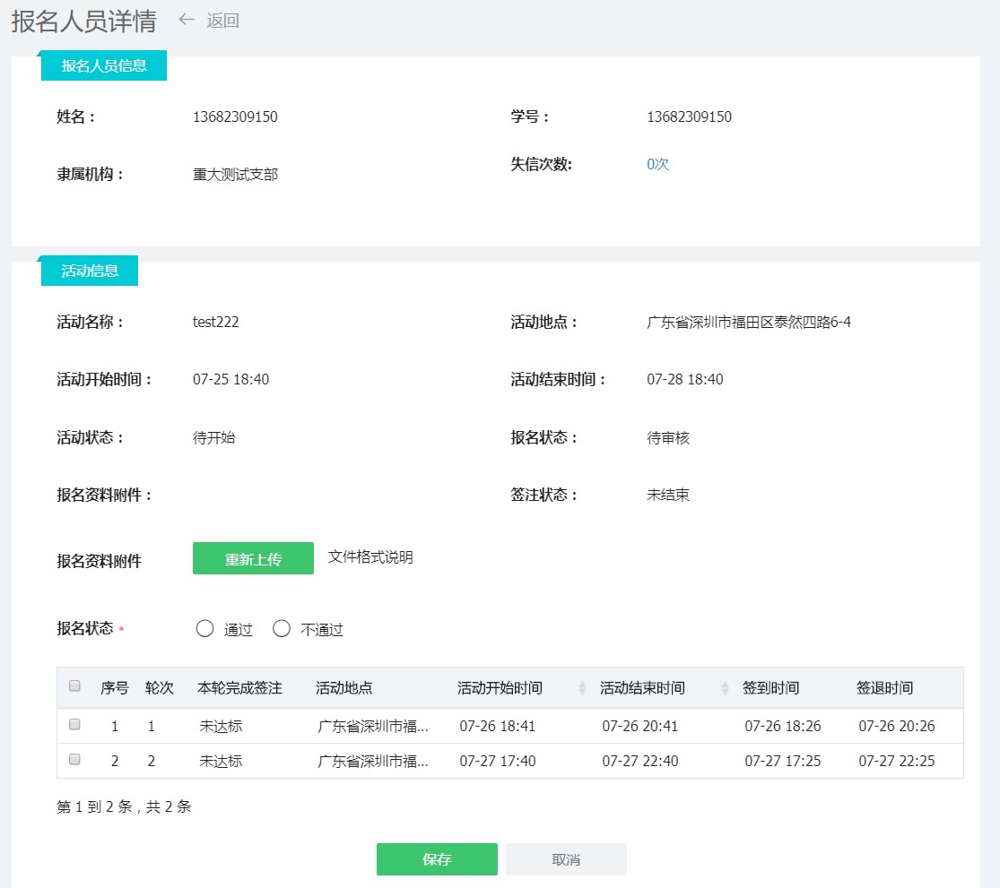 报名人员详情 ← 返回
报名人员信息
姓名： 13682309150 学号： 13682309150
隶属机构： 重大测试支部 失信次数: 0次
活动信息
活动名称： test222 活动地点： 广东省深圳市福田区泰然四路6-4
活动开始时间： 07-25 18:40 活动结束时间： 07-28 18:40
活动状态： 待开始 报名状态： 待审核
报名资料附件： 签注状态： 未结束
报名资料附件 重新上传 文件格式说明
报名状态 * 通过 不通过
序号 轮次 本轮完成签注 活动地点 活动开始时间 活动结束时间 签到时间 签退时间
1 1 未达标 广东省深圳市福... 07-26 18:41 07-26 20:41 07-26 18:26 07-26 20:26
2 2 未达标 广东省深圳市福... 07-27 17:40 07-27 22:40 07-27 17:25 07-27 22:25
第 1 到 2 条，共 2 条
保存 取消